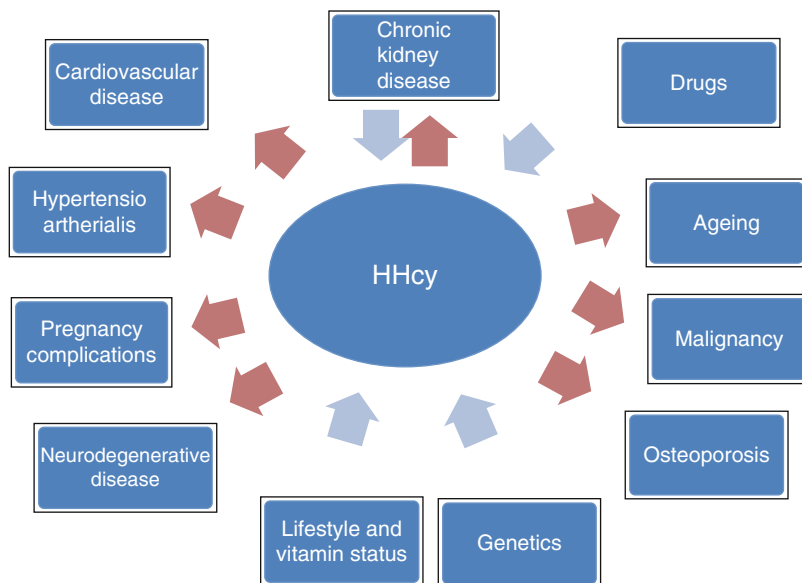 Chronic
kidney
disease
Cardiovascular
disease
Drugs
Hypertensio
artherialis
Ageing
HHcy
Pregnancy
complications
Malignancy
Neurodegenerative
disease
Osteoporosis
Lifestyle and
vitamin status
Genetics